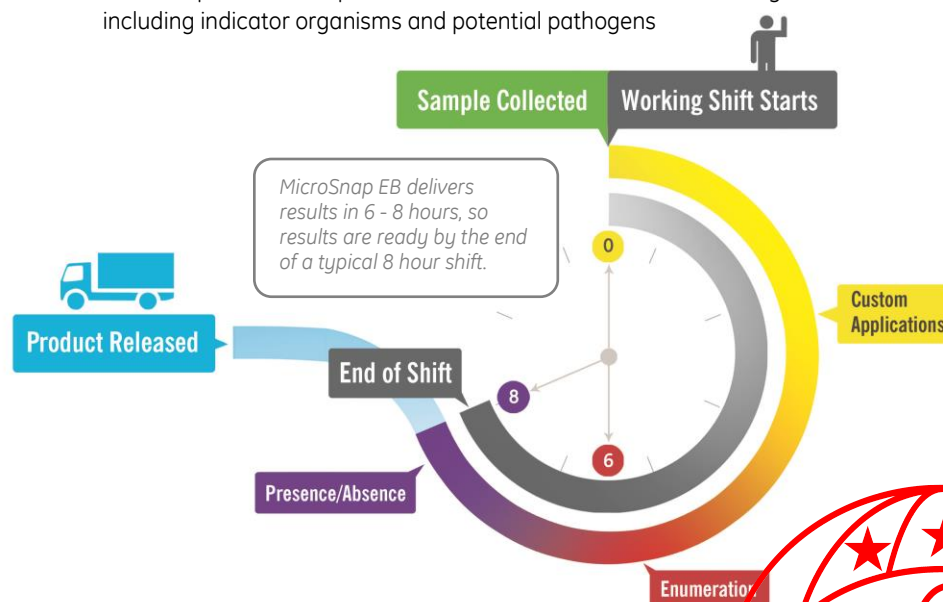 including indicator organisms and potential pathogens
Sample Collected
Working Shift Starts
MicroSnap EB delivers
results in 6 - 8 hours, so
results are ready by the end
of a typical 8 hour shift.
0
Custom
Applications
Product Released
End of Shift
8
6
Presence/Absence
Enumeration